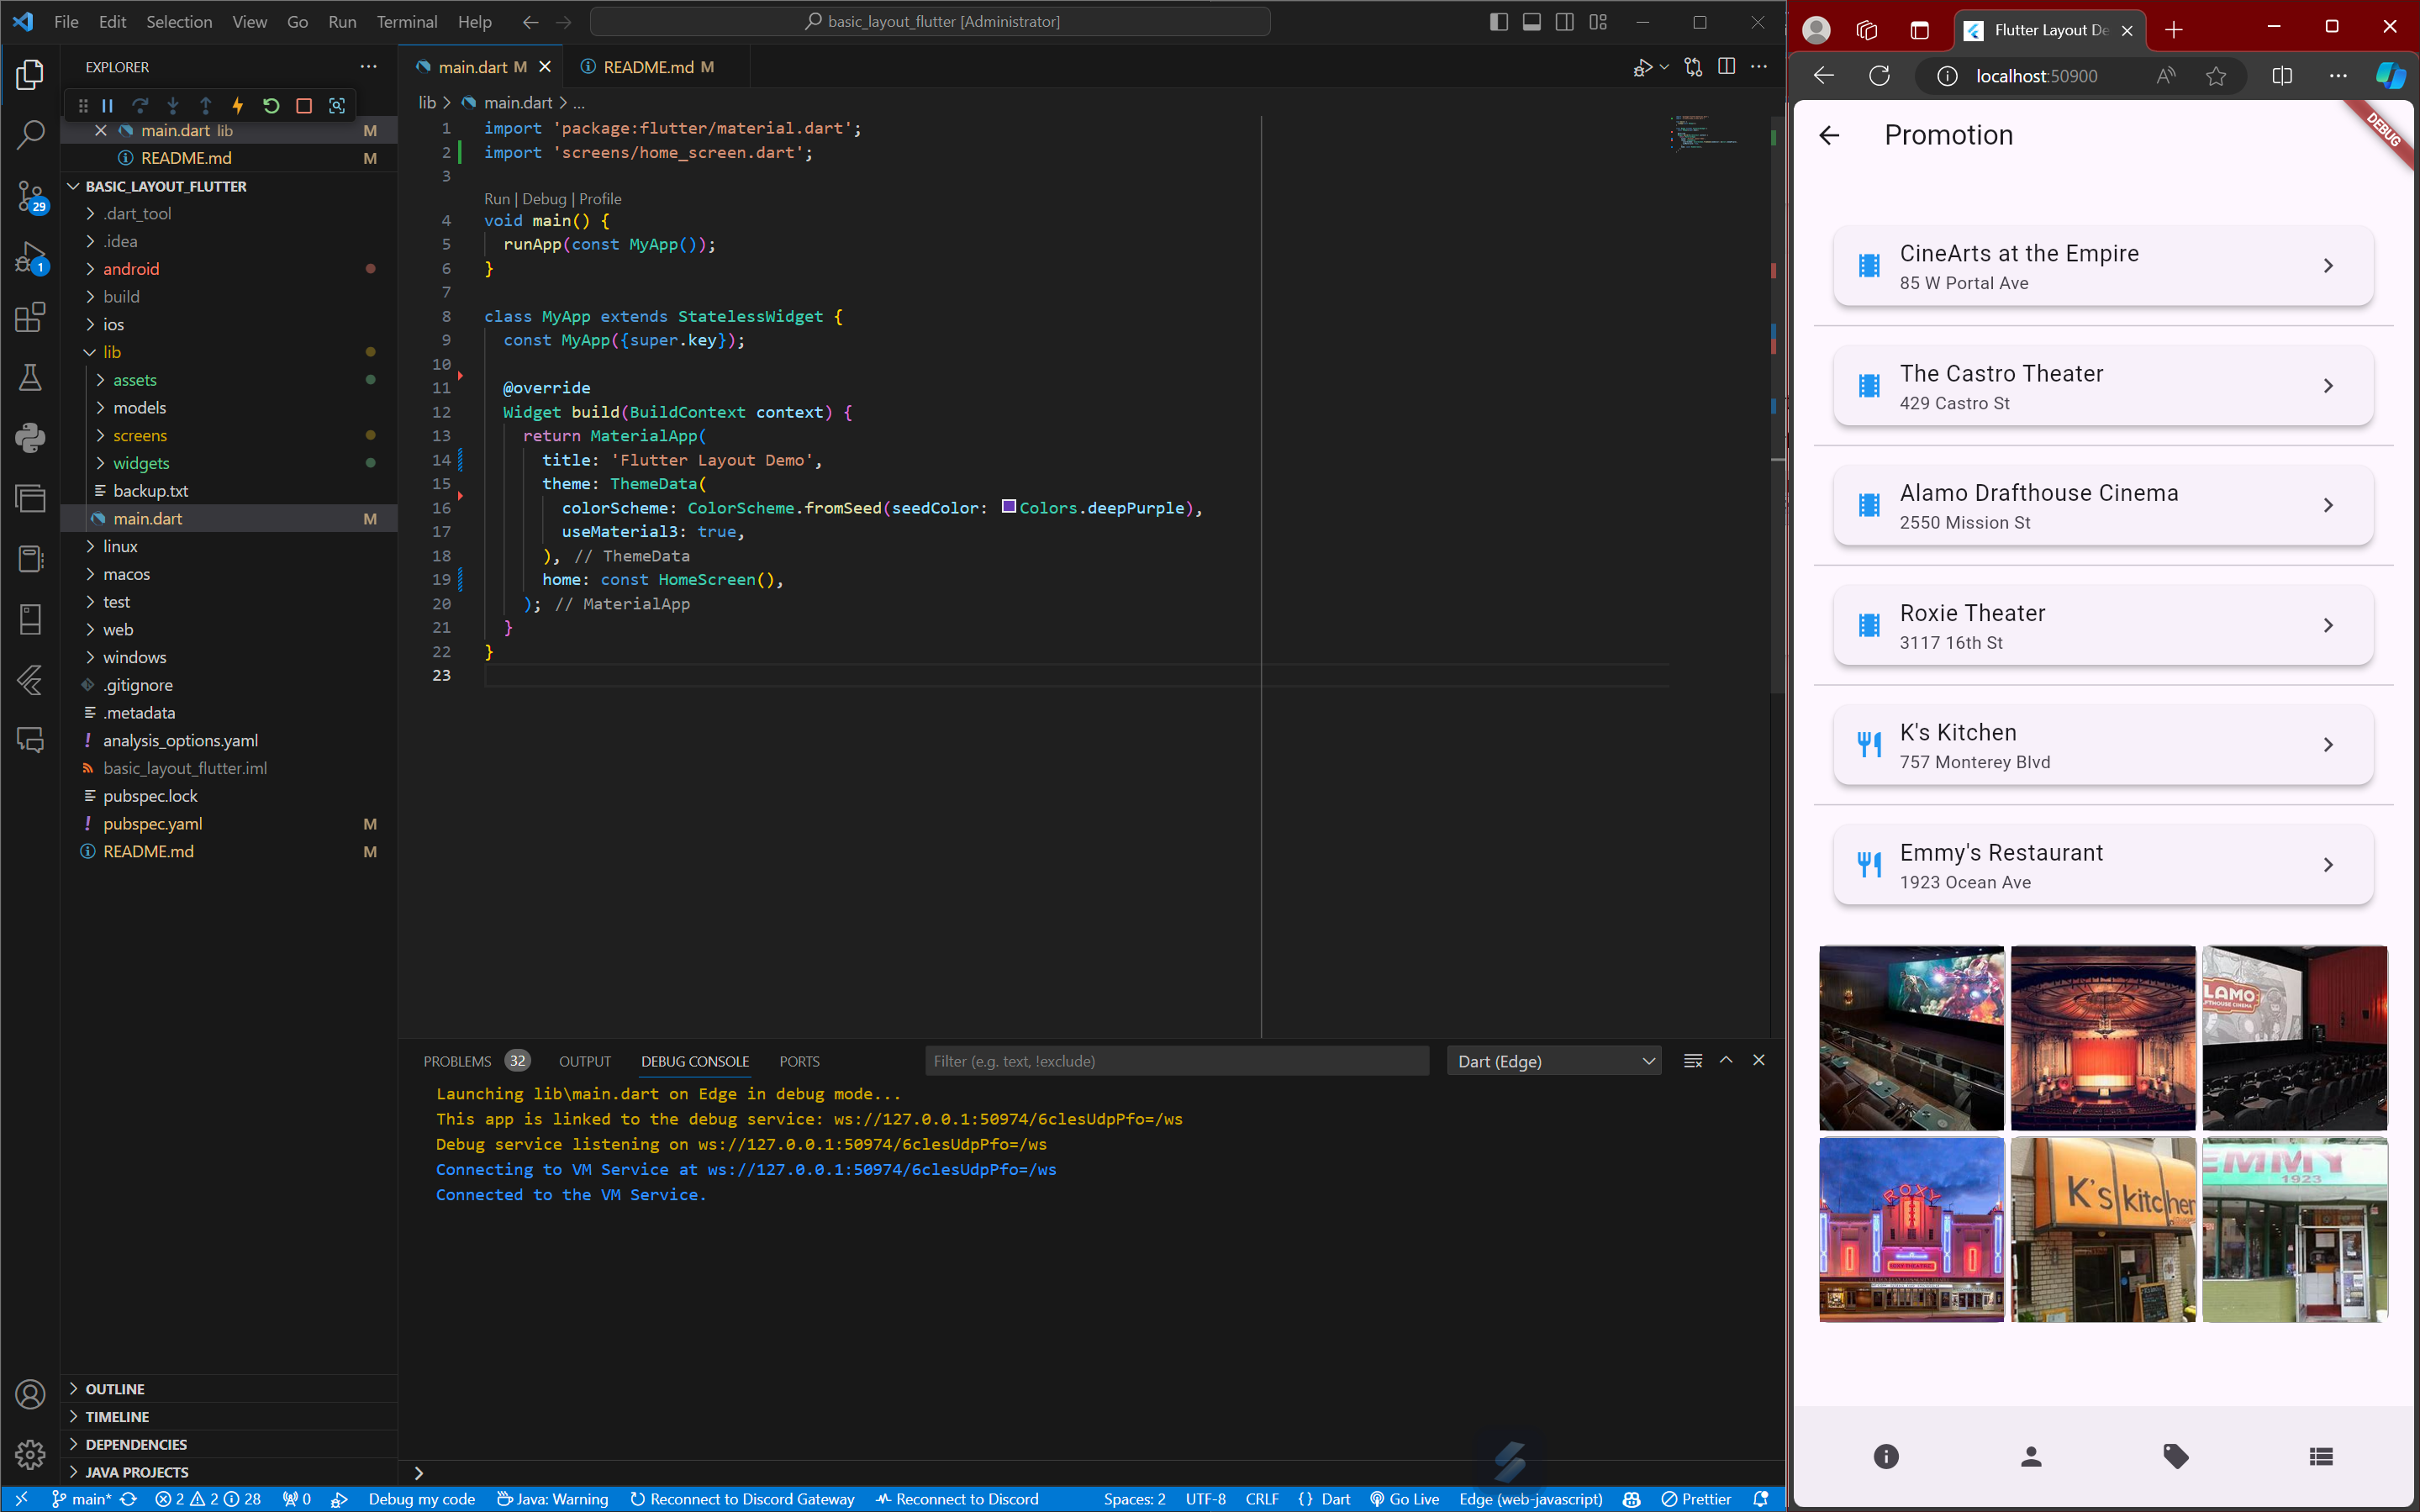 File Edit Selection View Go Run Terminal Help
basic_layout_flutter [Administrator]
EXPLORER
main.dart lib M
README.md M
BASIC_LAYOUT_FLUTTER
.dart_tool
.idea
android
build
ios
lib
assets
models
screens
widgets
backup.txt
main.dart M
linux
macos
test
web
windows
.gitignore
.metadata
analysis_options.yaml
basic_layout_flutter.iml
pubspec.lock
pubspec.yaml M
README.md M
OUTLINE
TIMELINE
DEPENDENCIES
JAVA PROJECTS
29
1
main.dart M
README.md M
lib > main.dart > ...
1 import 'package:flutter/material.dart';
2 import 'screens/home_screen.dart';
3
Run | Debug | Profile
4 void main() {
5 runApp(const MyApp());
6 }
7
8 class MyApp extends StatelessWidget {
9 const MyApp({super.key});
10
11 @override
12 Widget build(BuildContext context) {
13 return MaterialApp(
14 title: 'Flutter Layout Demo',
15 theme: ThemeData(
16 colorScheme: ColorScheme.fromSeed(seedColor: Colors.deepPurple),
17 useMaterial3: true,
18 ), // ThemeData
19 home: const HomeScreen(),
20 ); // MaterialApp
21 }
22 }
23
PROBLEMS 32 OUTPUT DEBUG CONSOLE PORTS
Filter (e.g. text, !exclude)
Dart (Edge)
Launching lib\main.dart on Edge in debug mode...
This app is linked to the debug service: ws://127.0.0.1:50974/6clesUdpPfo=/ws
Debug service listening on ws://127.0.0.1:50974/6clesUdpPfo=/ws
Connecting to VM Service at ws://127.0.0.1:50974/6clesUdpPfo=/ws
Connected to the VM Service.
main* 2 2 28 0 Debug my code Java: Warning Reconnect to Discord Gateway Reconnect to Discord Spaces: 2 UTF-8 CRLF {} Dart Go Live Edge (web-javascript) Prettier
Flutter Layout De
localhost:50900
DEBUG
Promotion
CineArts at the Empire
85 W Portal Ave
The Castro Theater
429 Castro St
Alamo Drafthouse Cinema
2550 Mission St
Roxie Theater
3117 16th St
K's Kitchen
757 Monterey Blvd
Emmy's Restaurant
1923 Ocean Ave
LAMO
FTHOUSE CINEMA
ROXY
K's kitchen
EMMY
1923